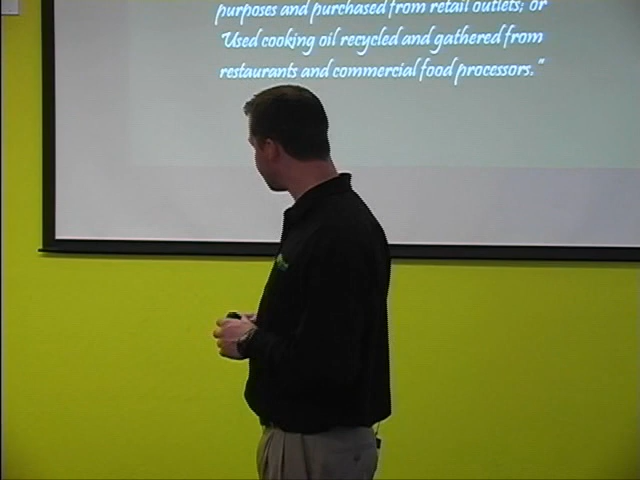 purposes and purchased from retail outlets; or
"Used cooking oil recycled and gathered from
restaurants and commercial food processors."